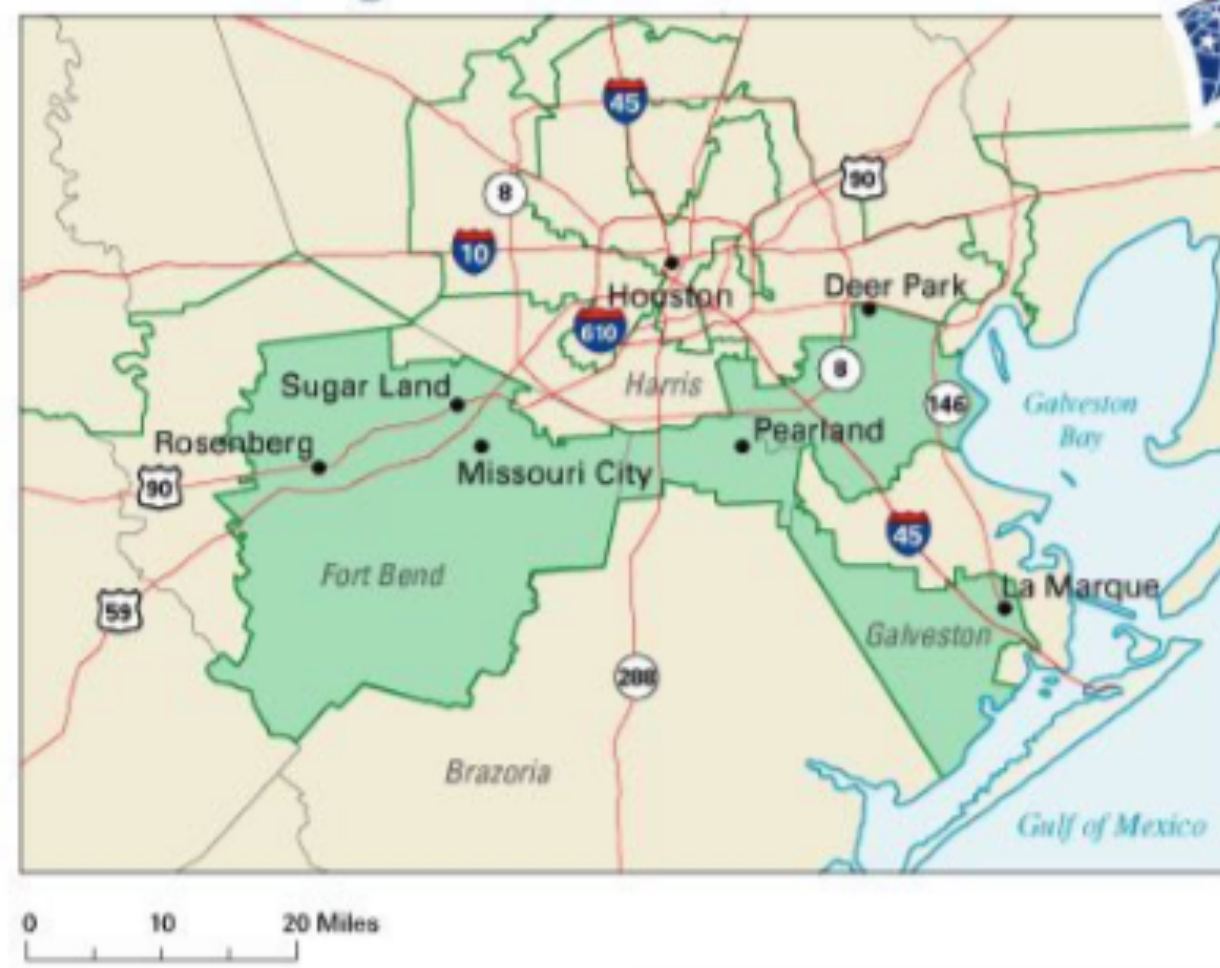 45
90
8
10
Houston
Deer Park
610
8
Harris
Sugar Land
146
Galveston
Bay
Pearland
Rosenberg
Missouri City
90
45
Fort Bend
La Marque
59
Galveston
288
Brazoria
Gulf of Mexico
0 10 20 Miles